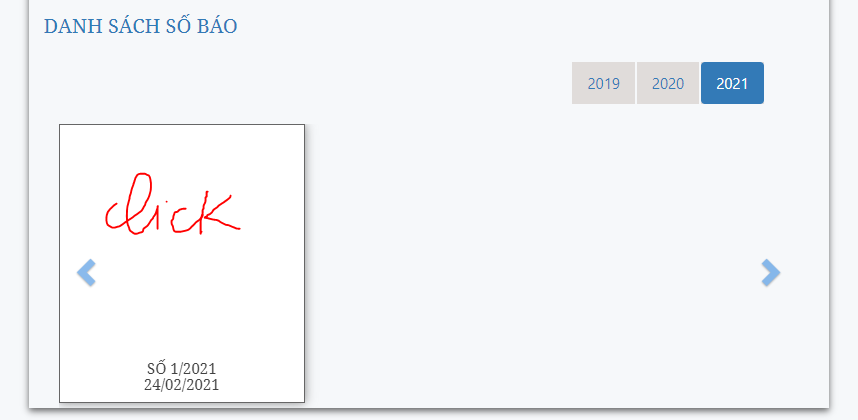 DANH SÁCH SỐ BÁO
2019 2020 2021
click
SỐ 1/2021
24/02/2021